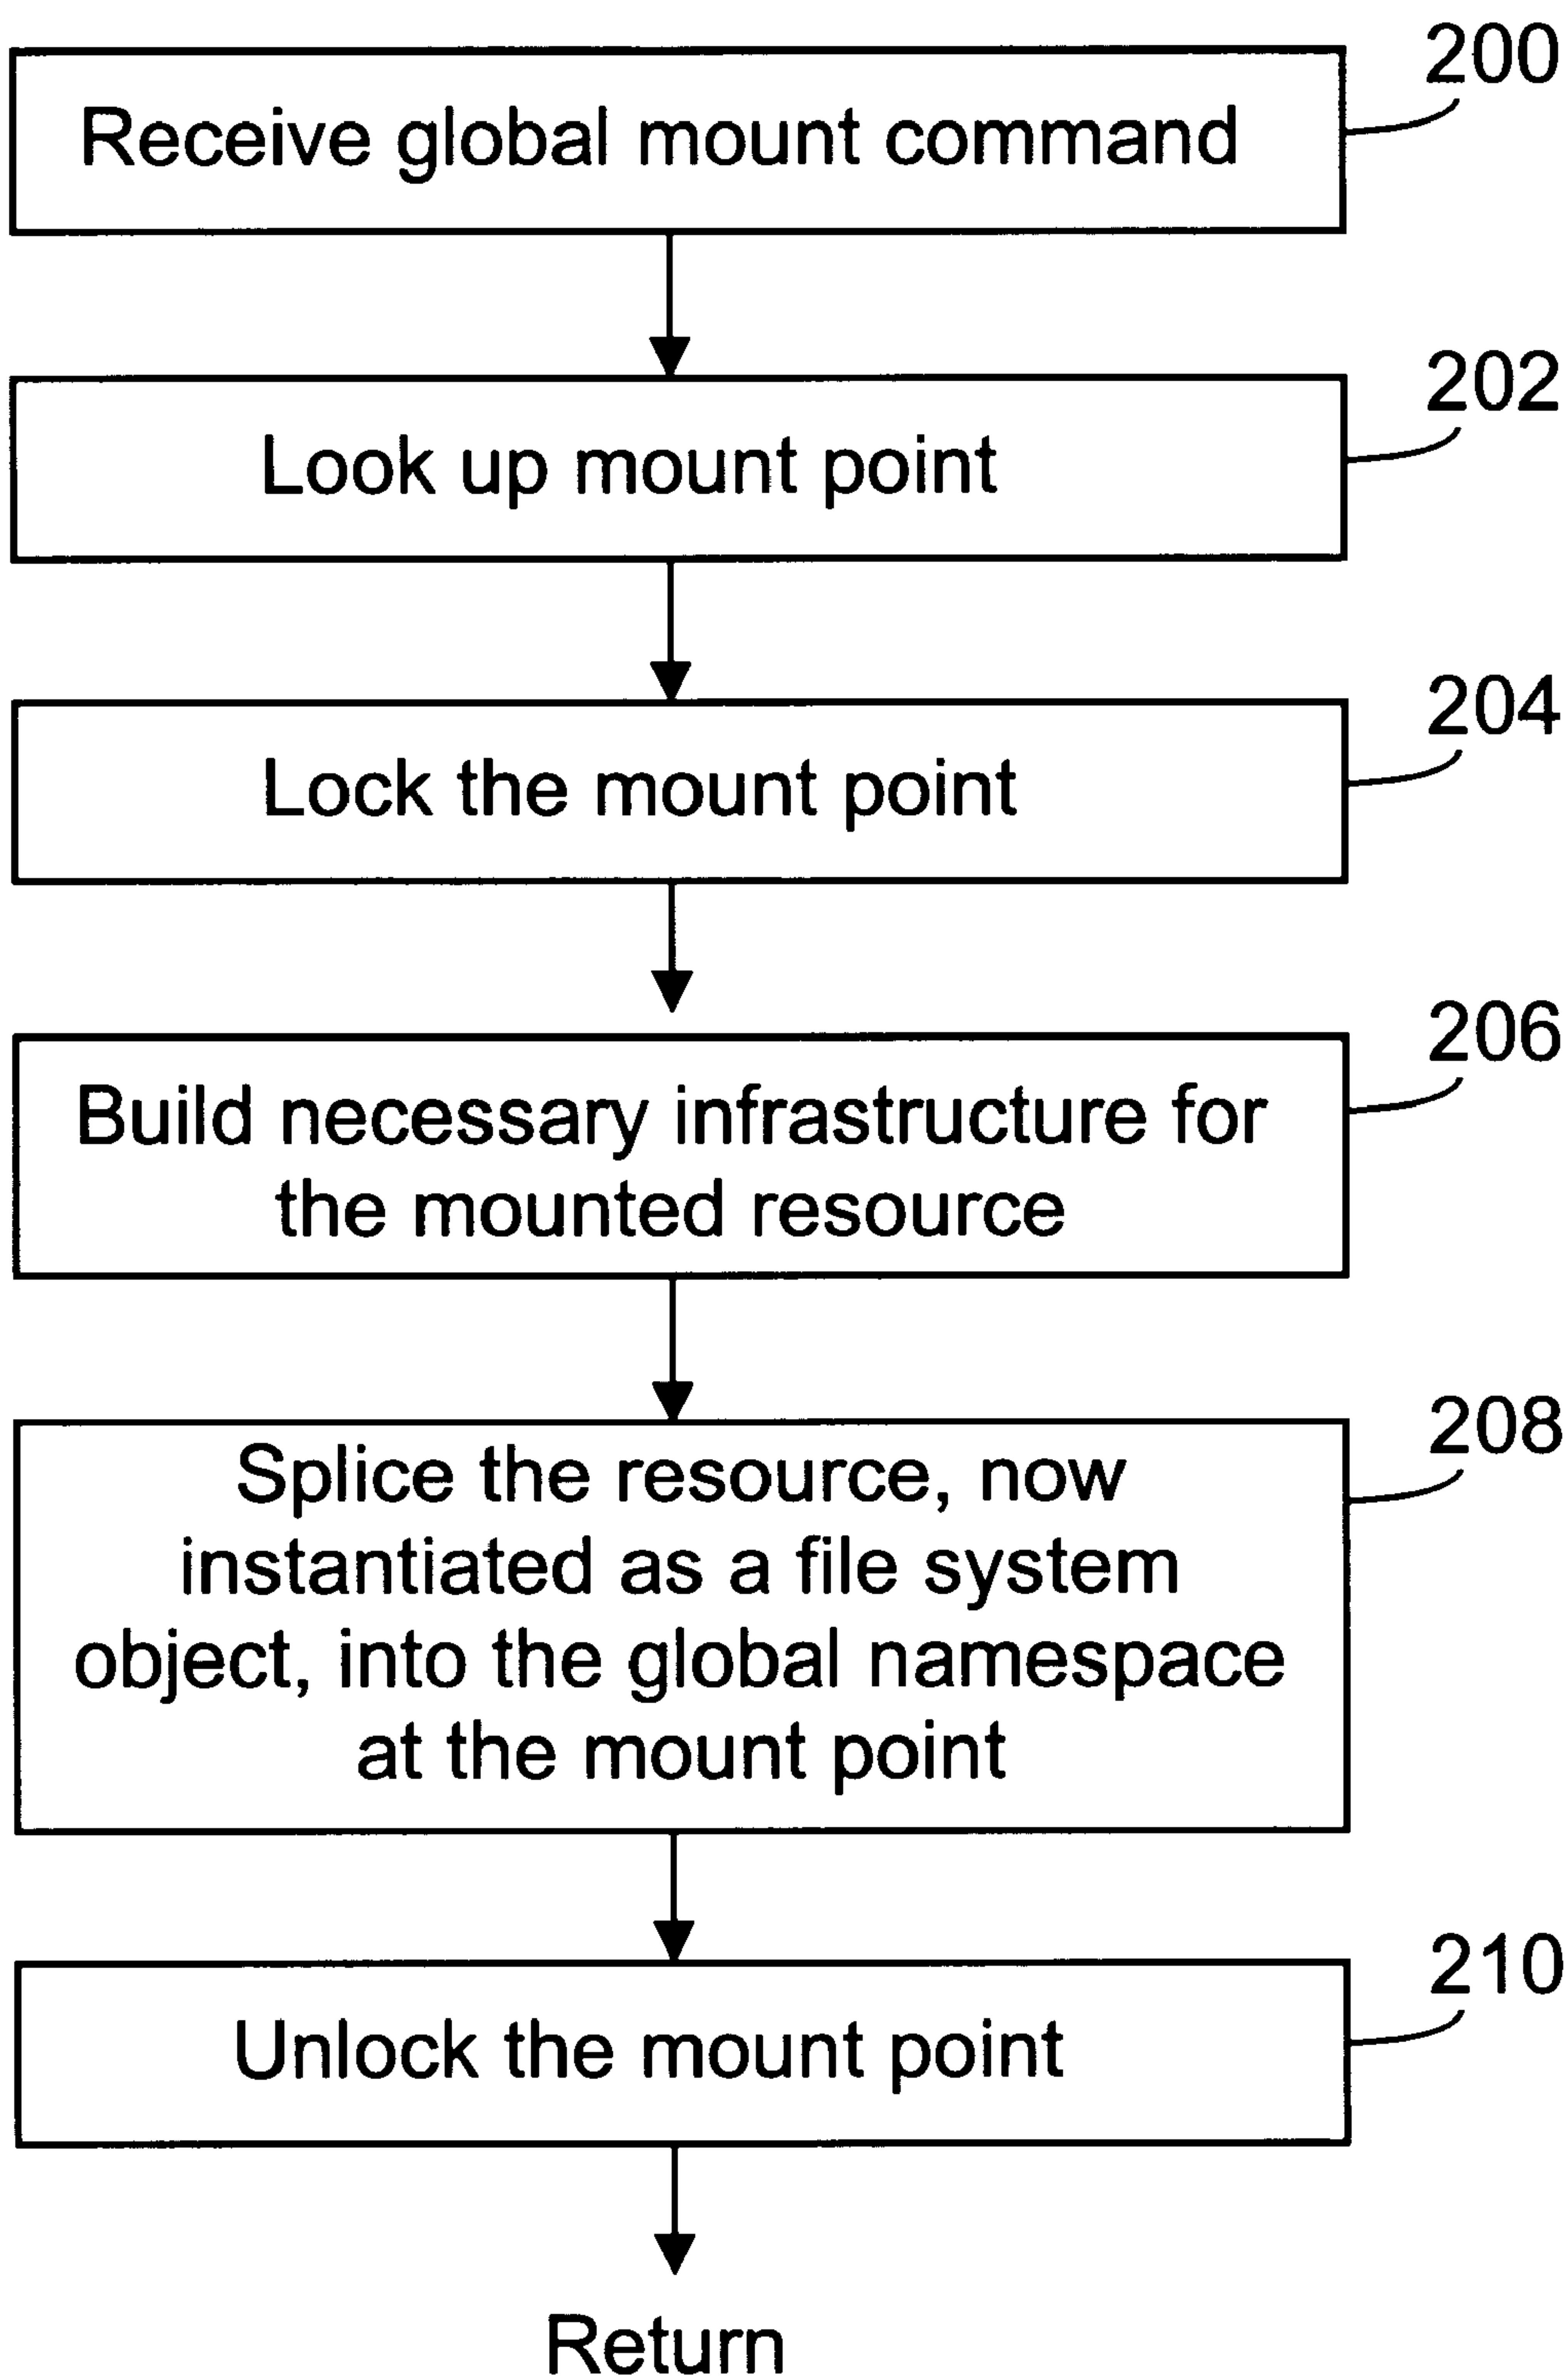 200
Receive global mount command
202
Look up mount point
204
Lock the mount point
206
Build necessary infrastructure for
the mounted resource
208
Splice the resource, now
instantiated as a file system
object, into the global namespace
at the mount point
210
Unlock the mount point
Return